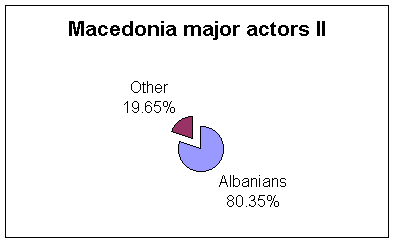 Macedonia major actors II
Other
19.65%
Albanians
80.35%